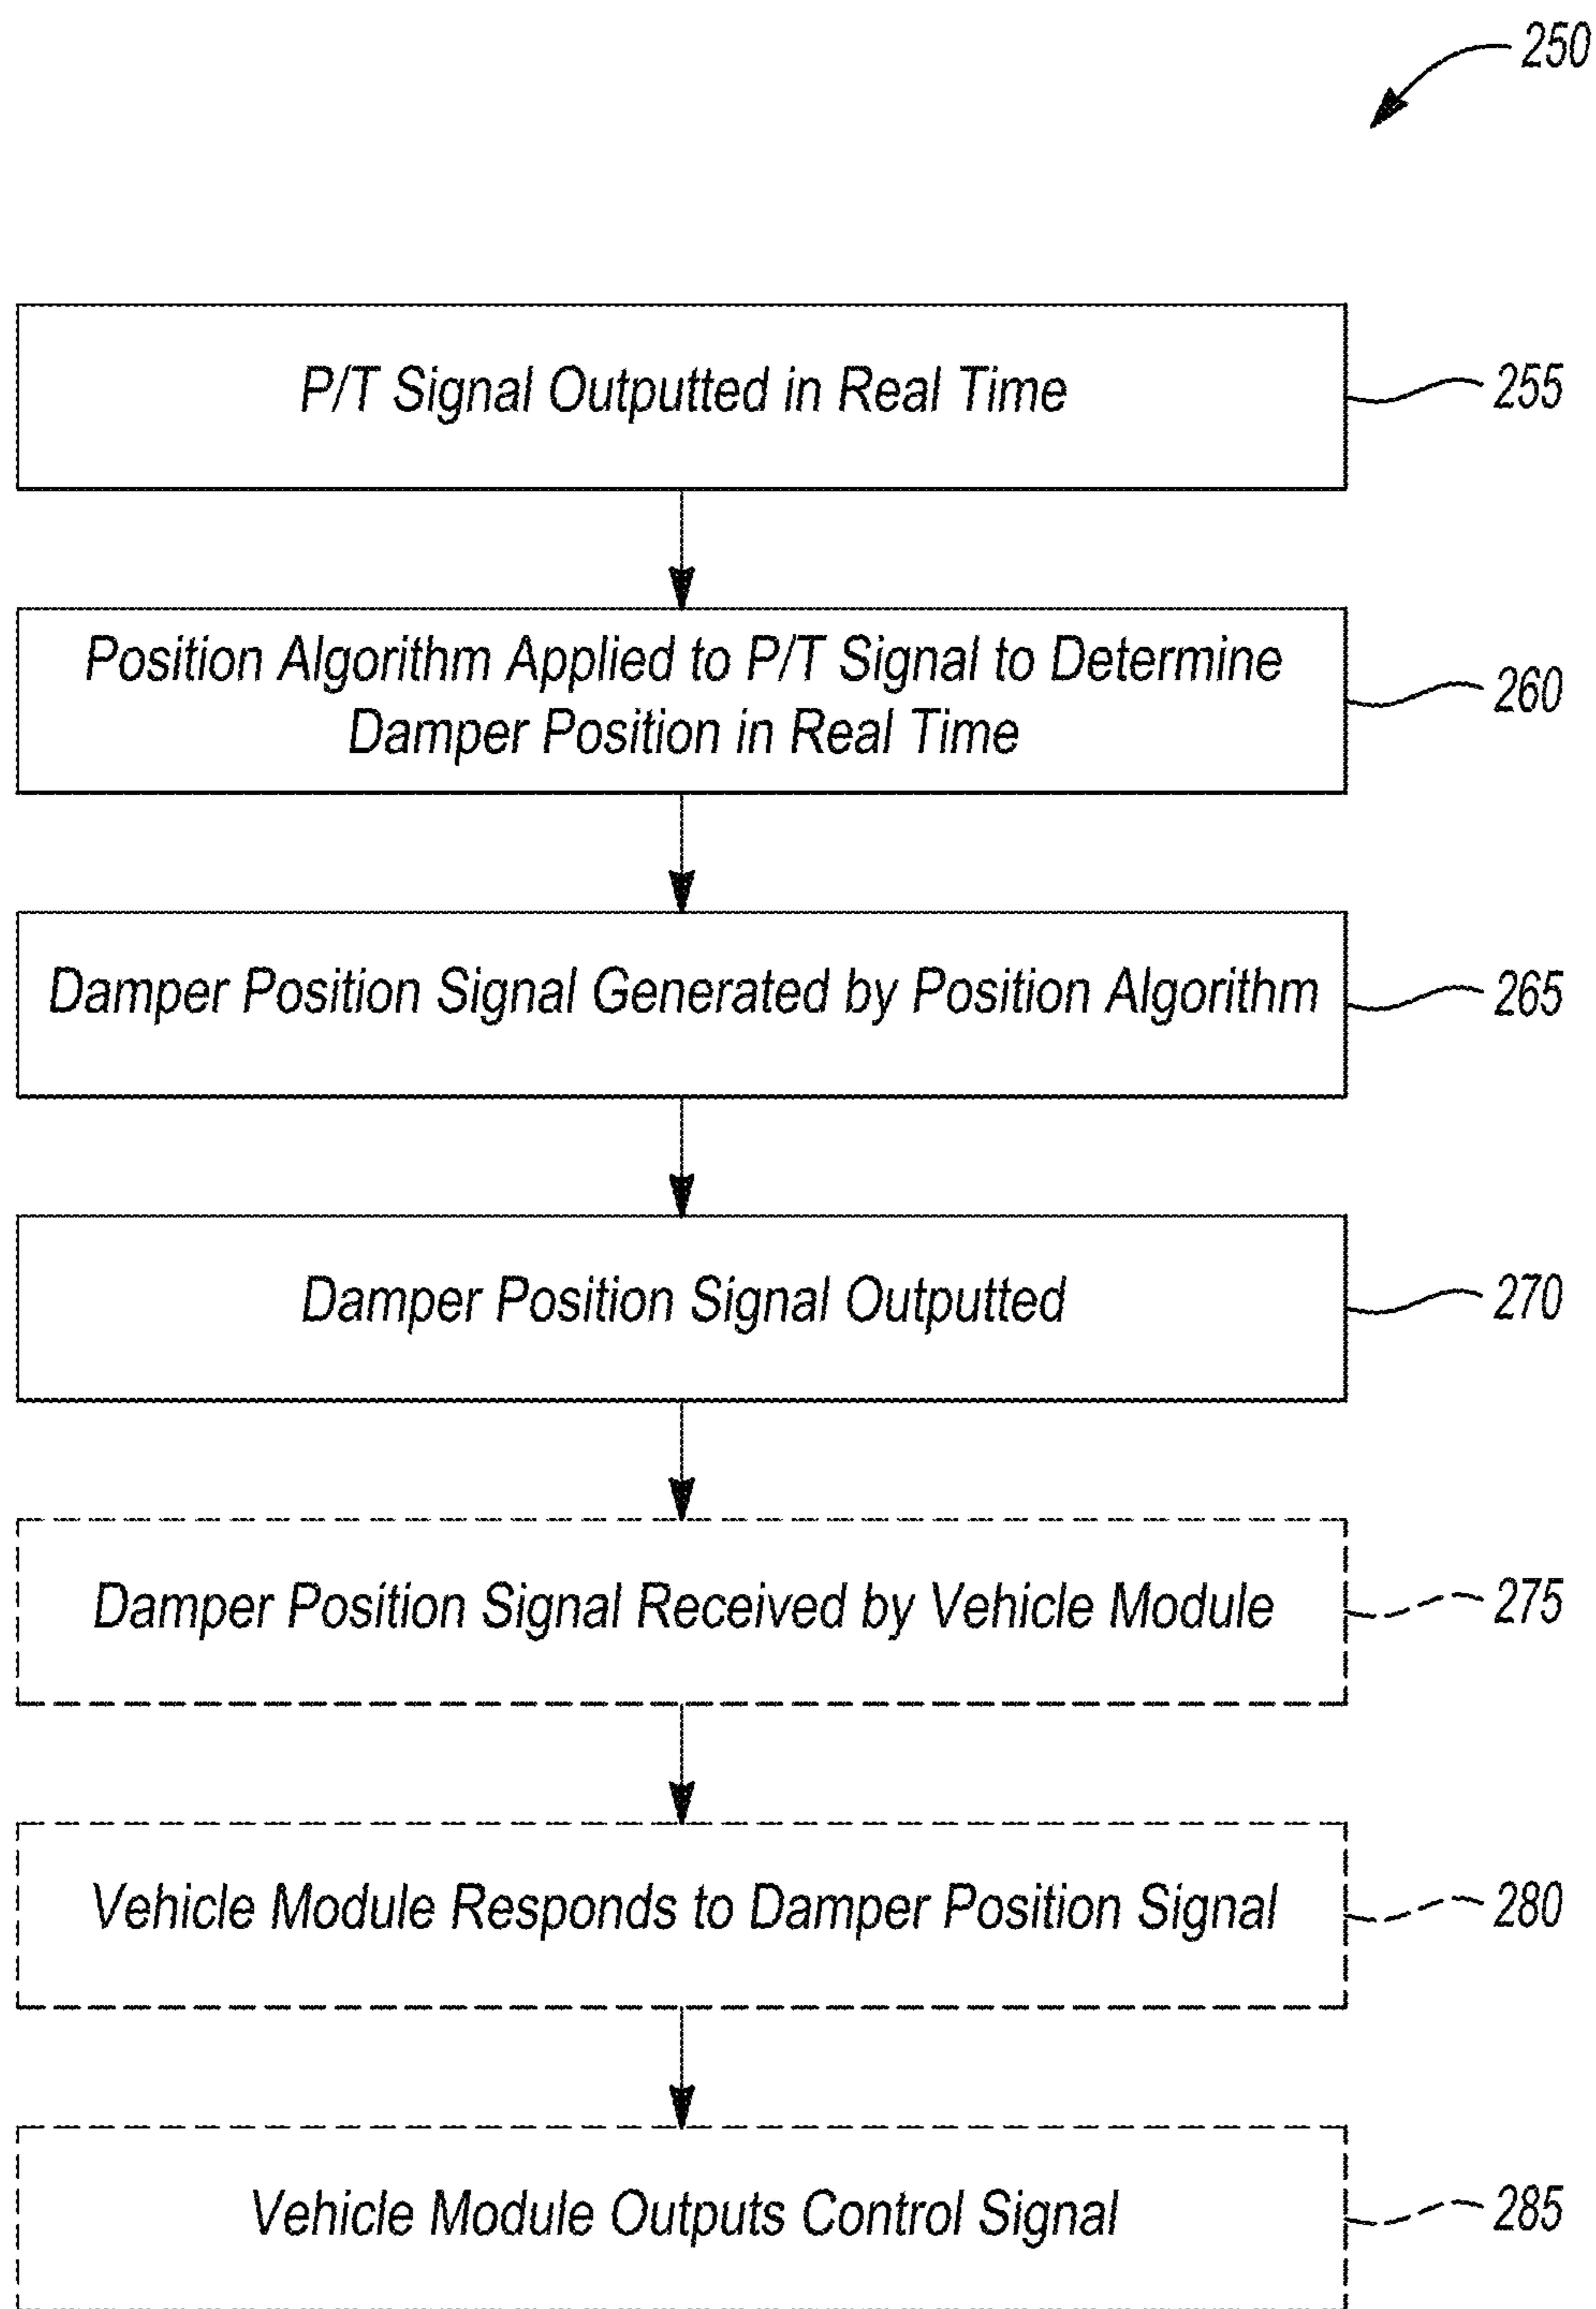 250
P/T Signal Outputted in Real Time
255
Position Algorithm Applied to P/T Signal to Determine
Damper Position in Real Time
260
Damper Position Signal Generated by Position Algorithm
265
Damper Position Signal Outputted
270
Damper Position Signal Received by Vehicle Module
275
Vehicle Module Responds to Damper Position Signal
280
Vehicle Module Outputs Control Signal
285